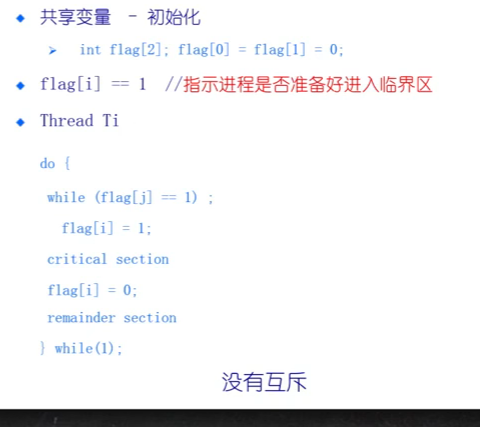 共享变量 - 初始化
int flag[2]; flag[0] = flag[1] = 0;
flag[i] == 1 //指示进程是否准备好进入临界区
Thread Ti
do {
while (flag[j] == 1) ;
flag[i] = 1;
critical section
flag[i] = 0;
remainder section
} while(1);
没有互斥